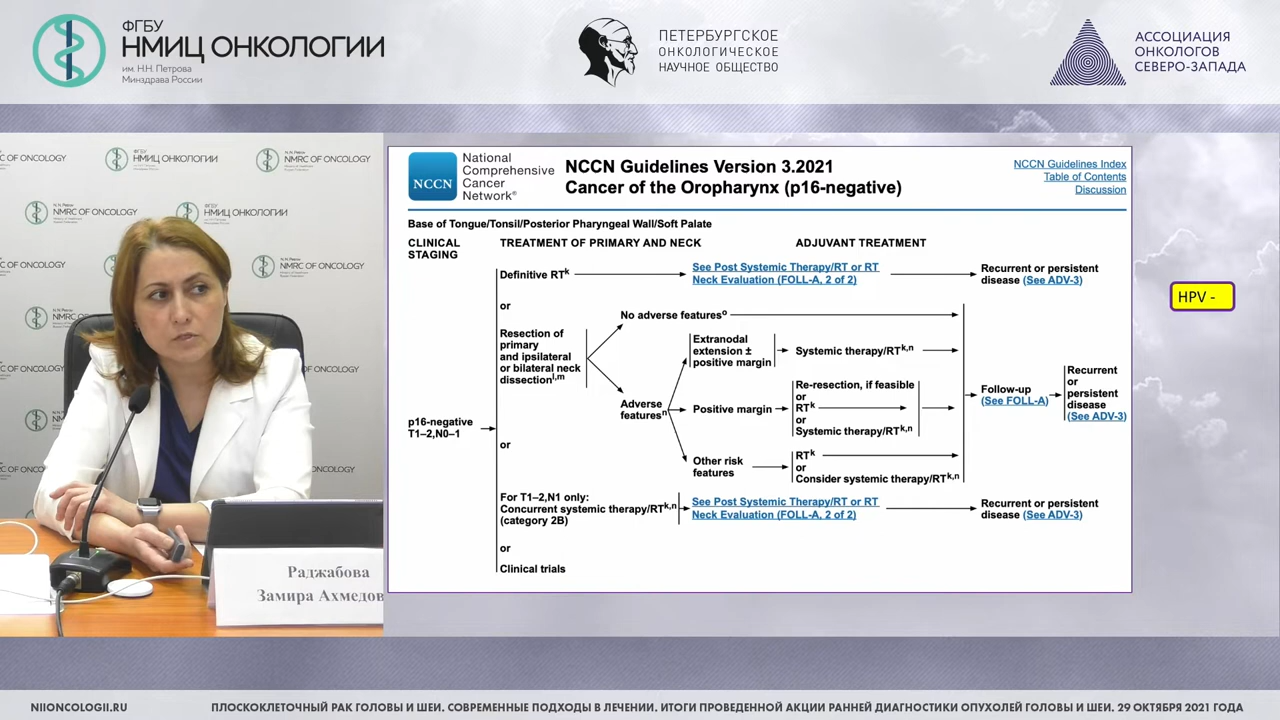 ФГБУ
НМИЦ ОНКОЛОГИИ
им. Н.Н. Петрова
Минздрава России
ПЕТЕРБУРГСКОЕ
ОНКОЛОГИЧЕСКОЕ
НАУЧНОЕ ОБЩЕСТВО
АССОЦИАЦИЯ
ОНКОЛОГОВ
СЕВЕРО-ЗАПАДА
NCCN
National
Comprehensive
Cancer
Network®
NCCN Guidelines Version 3.2021
Cancer of the Oropharynx (p16-negative)
NCCN Guidelines Index
Table of Contents
Discussion
Base of Tongue/Tonsil/Posterior Pharyngeal Wall/Soft Palate
CLINICAL
STAGING
TREATMENT OF PRIMARY AND NECK
ADJUVANT TREATMENT
p16-negative
T1–2,N0–1
Definitive RTk
See Post Systemic Therapy/RT or RT
Neck Evaluation (FOLL-A, 2 of 2)
Recurrent or persistent
disease (See ADV-3)
or
Resection of
primary
and ipsilateral
or bilateral neck
dissectionl,m
No adverse featureso
Adverse
featuresn
Extranodal
extension ±
positive margin
Systemic therapy/RTk,n
Positive margin
Re-resection, if feasible
or
RTk
or
Systemic therapy/RTk,n
Other risk
features
RTk
or
Consider systemic therapy/RTk,n
Follow-up
(See FOLL-A)
Recurrent
or
persistent
disease
(See ADV-3)
or
For T1–2,N1 only:
Concurrent systemic therapy/RTk,n
(category 2B)
See Post Systemic Therapy/RT or RT
Neck Evaluation (FOLL-A, 2 of 2)
Recurrent or persistent
disease (See ADV-3)
or
Clinical trials
HPV -
НМИЦ ОНКОЛОГИИ
NMRC OF ONCOLOGY
Раджабова
Замира Ахмедов
NIIONCOLOGII.RU
ПЛОСКОКЛЕТОЧНЫЙ РАК ГОЛОВЫ И ШЕИ. СОВРЕМЕННЫЕ ПОДХОДЫ В ЛЕЧЕНИИ. ИТОГИ ПРОВЕДЕННОЙ АКЦИИ РАННЕЙ ДИАГНОСТИКИ ОПУХОЛЕЙ ГОЛОВЫ И ШЕИ. 29 ОКТЯБРЯ 2021 ГОДА